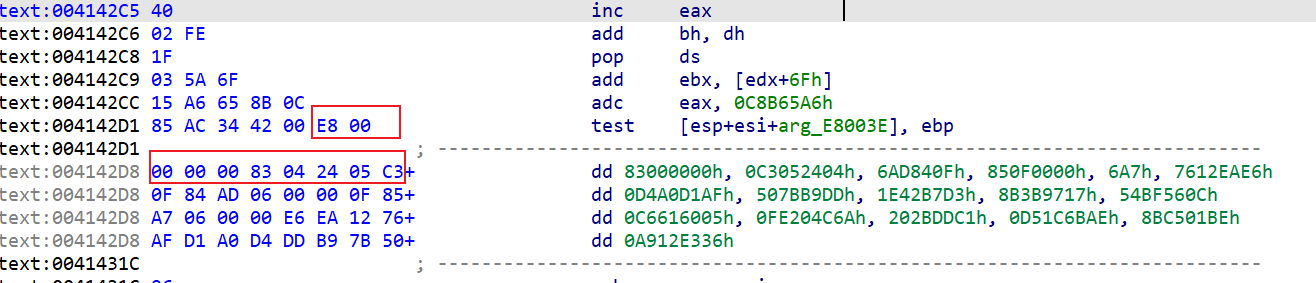 text:004142C5 40 inc eax
text:004142C6 02 FE add bh, dh
text:004142C8 1F pop ds
text:004142C9 03 5A 6F add ebx, [edx+6Fh]
text:004142CC 15 A6 65 8B 0C adc eax, 0C8B65A6h
text:004142D1 85 AC 34 42 00 E8 00 test [esp+esi+arg_E8003E], ebp
text:004142D1 ; ---------------------------------------------------------------------------
text:004142D8 00 00 00 83 04 24 05 C3+ dd 83000000h, 0C3052404h, 6AD840Fh, 850F0000h, 6A7h, 7612EAE6h
text:004142D8 0F 84 AD 06 00 00 0F 85+ dd 0D4A0D1AFh, 507BB9DDh, 1E42B7D3h, 8B3B9717h, 54BF560Ch
text:004142D8 A7 06 00 00 E6 EA 12 76+ dd 0C6616005h, 0FE204C6Ah, 202BDDC1h, 0D51C6BAEh, 8BC501BEh
text:004142D8 AF D1 A0 D4 DD B9 7B 50+ dd 0A912E336h
text:0041431C ; ---------------------------------------------------------------------------